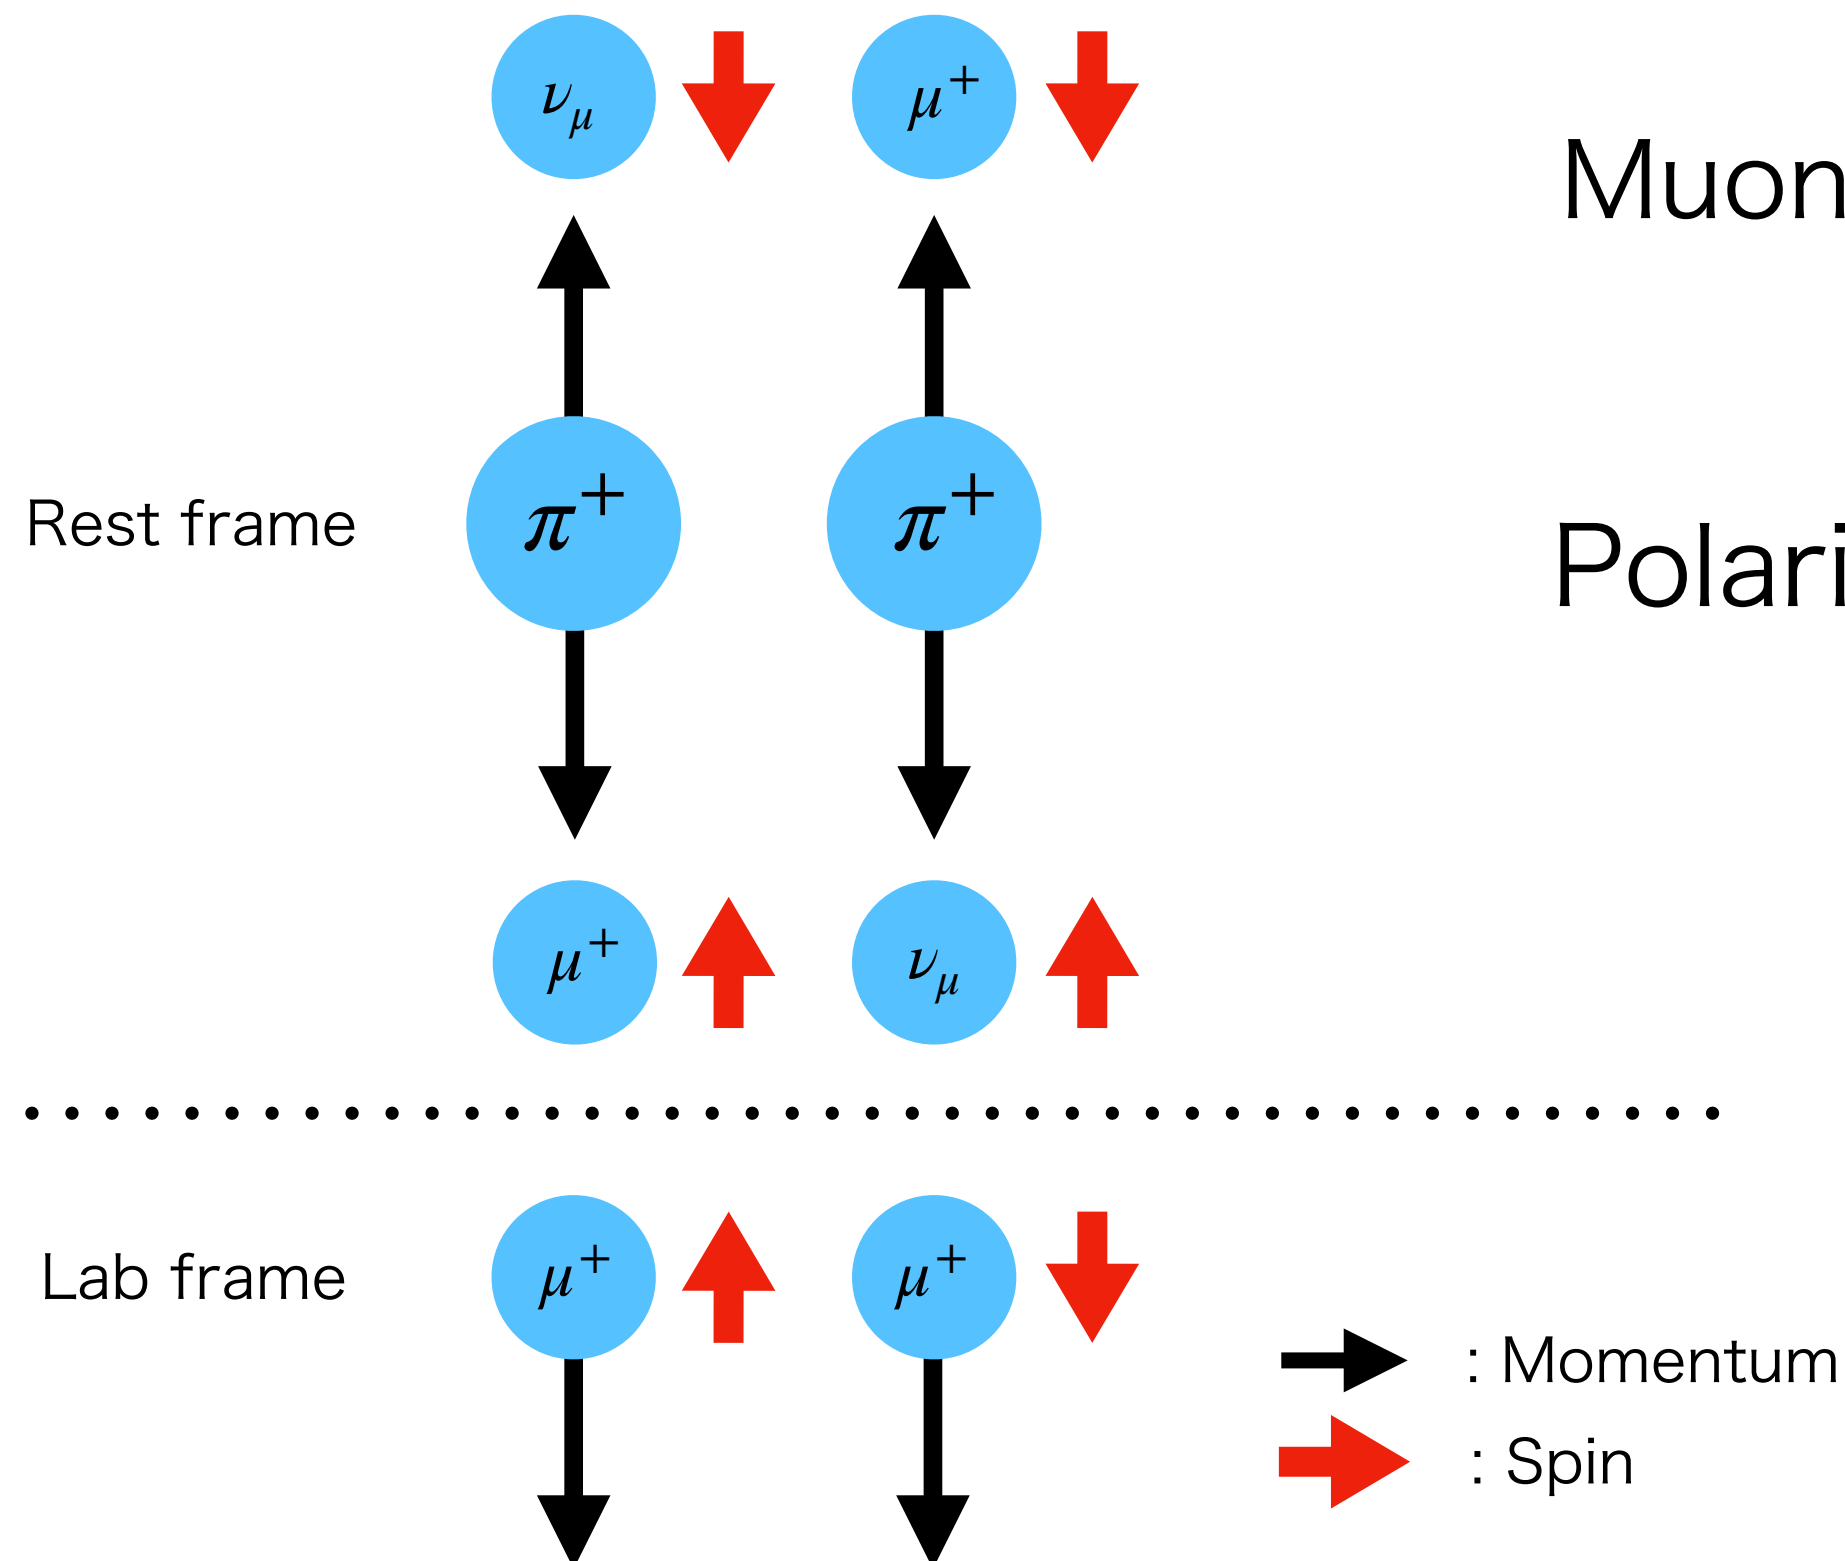 ν_μ μ⁺
Muon
Rest frame π⁺ π⁺
Polari
μ⁺ ν_μ
Lab frame μ⁺ μ⁺
: Momentum
: Spin